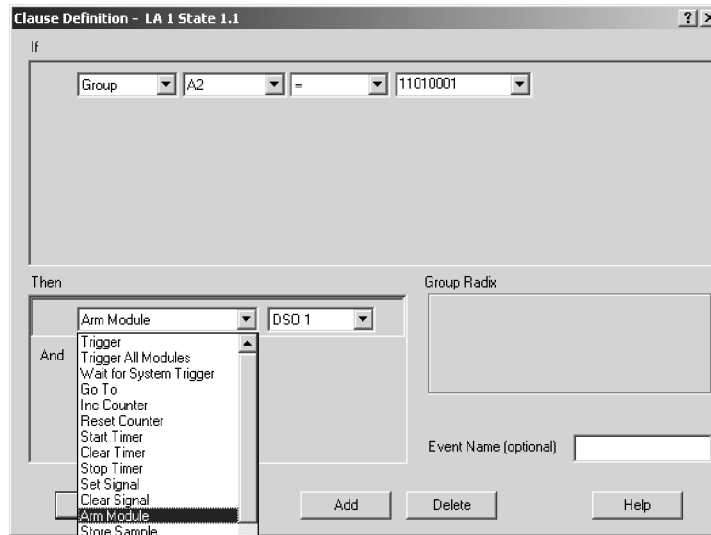 Clause Definition - LA 1 State 1.1
If
Group A2 = 11010001
Then
Group Radix
Arm Module DSO 1
And
Trigger
Trigger All Modules
Wait for System Trigger
Go To
Inc Counter
Reset Counter
Start Timer
Clear Timer
Stop Timer
Set Signal
Clear Signal
Arm Module
Store Sample
Event Name (optional)
Add
Delete
Help